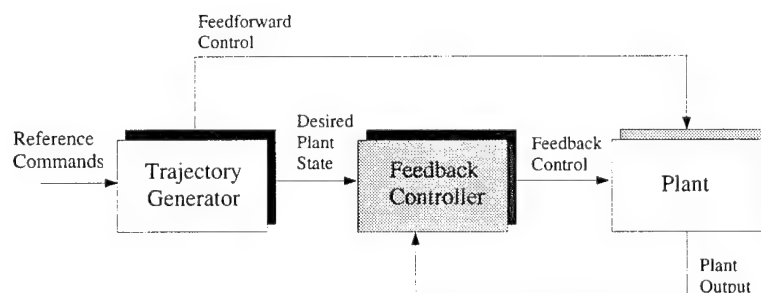 Feedforward
Control
Reference
Commands
Trajectory
Generator
Desired
Plant
State
Feedback
Controller
Feedback
Control
Plant
Plant
Output